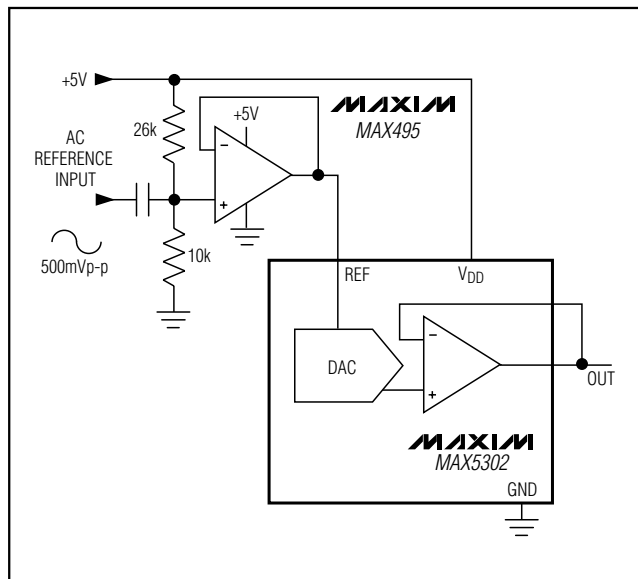 +5V
26k
AC
REFERENCE
INPUT
500mVp-p
10k
+5V
−
+
MAXIM
MAX495
REF
VDD
DAC
−
+
OUT
MAXIM
MAX5302
GND